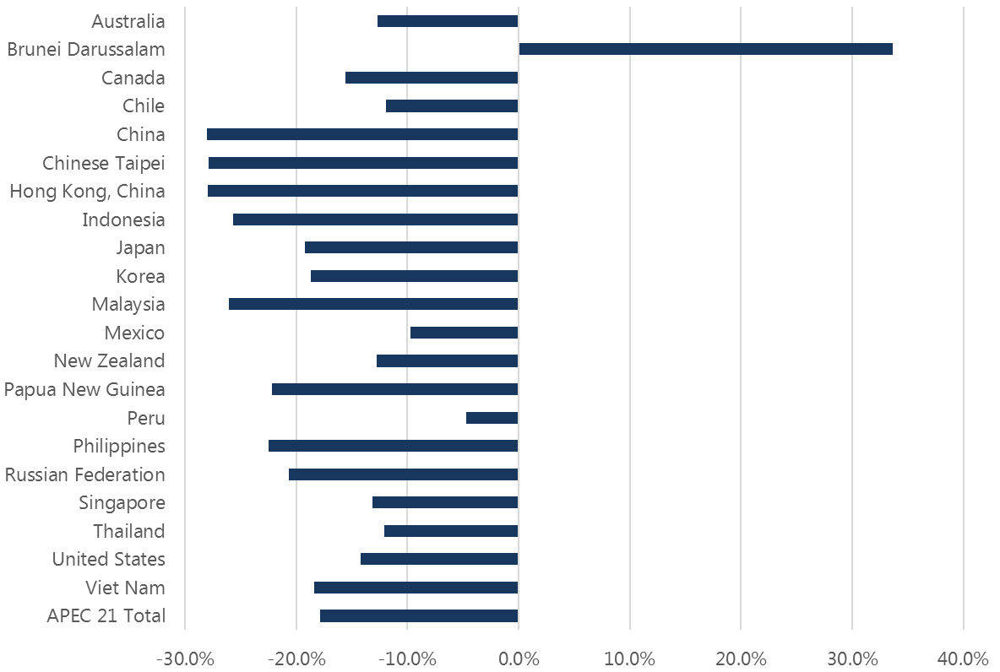 Australia
Brunei Darussalam
Canada
Chile
China
Chinese Taipei
Hong Kong, China
Indonesia
Japan
Korea
Malaysia
Mexico
New Zealand
Papua New Guinea
Peru
Philippines
Russian Federation
Singapore
Thailand
United States
Viet Nam
APEC 21 Total
-30.0% -20.0% -10.0% 0.0% 10.0% 20.0% 30.0% 40.0%